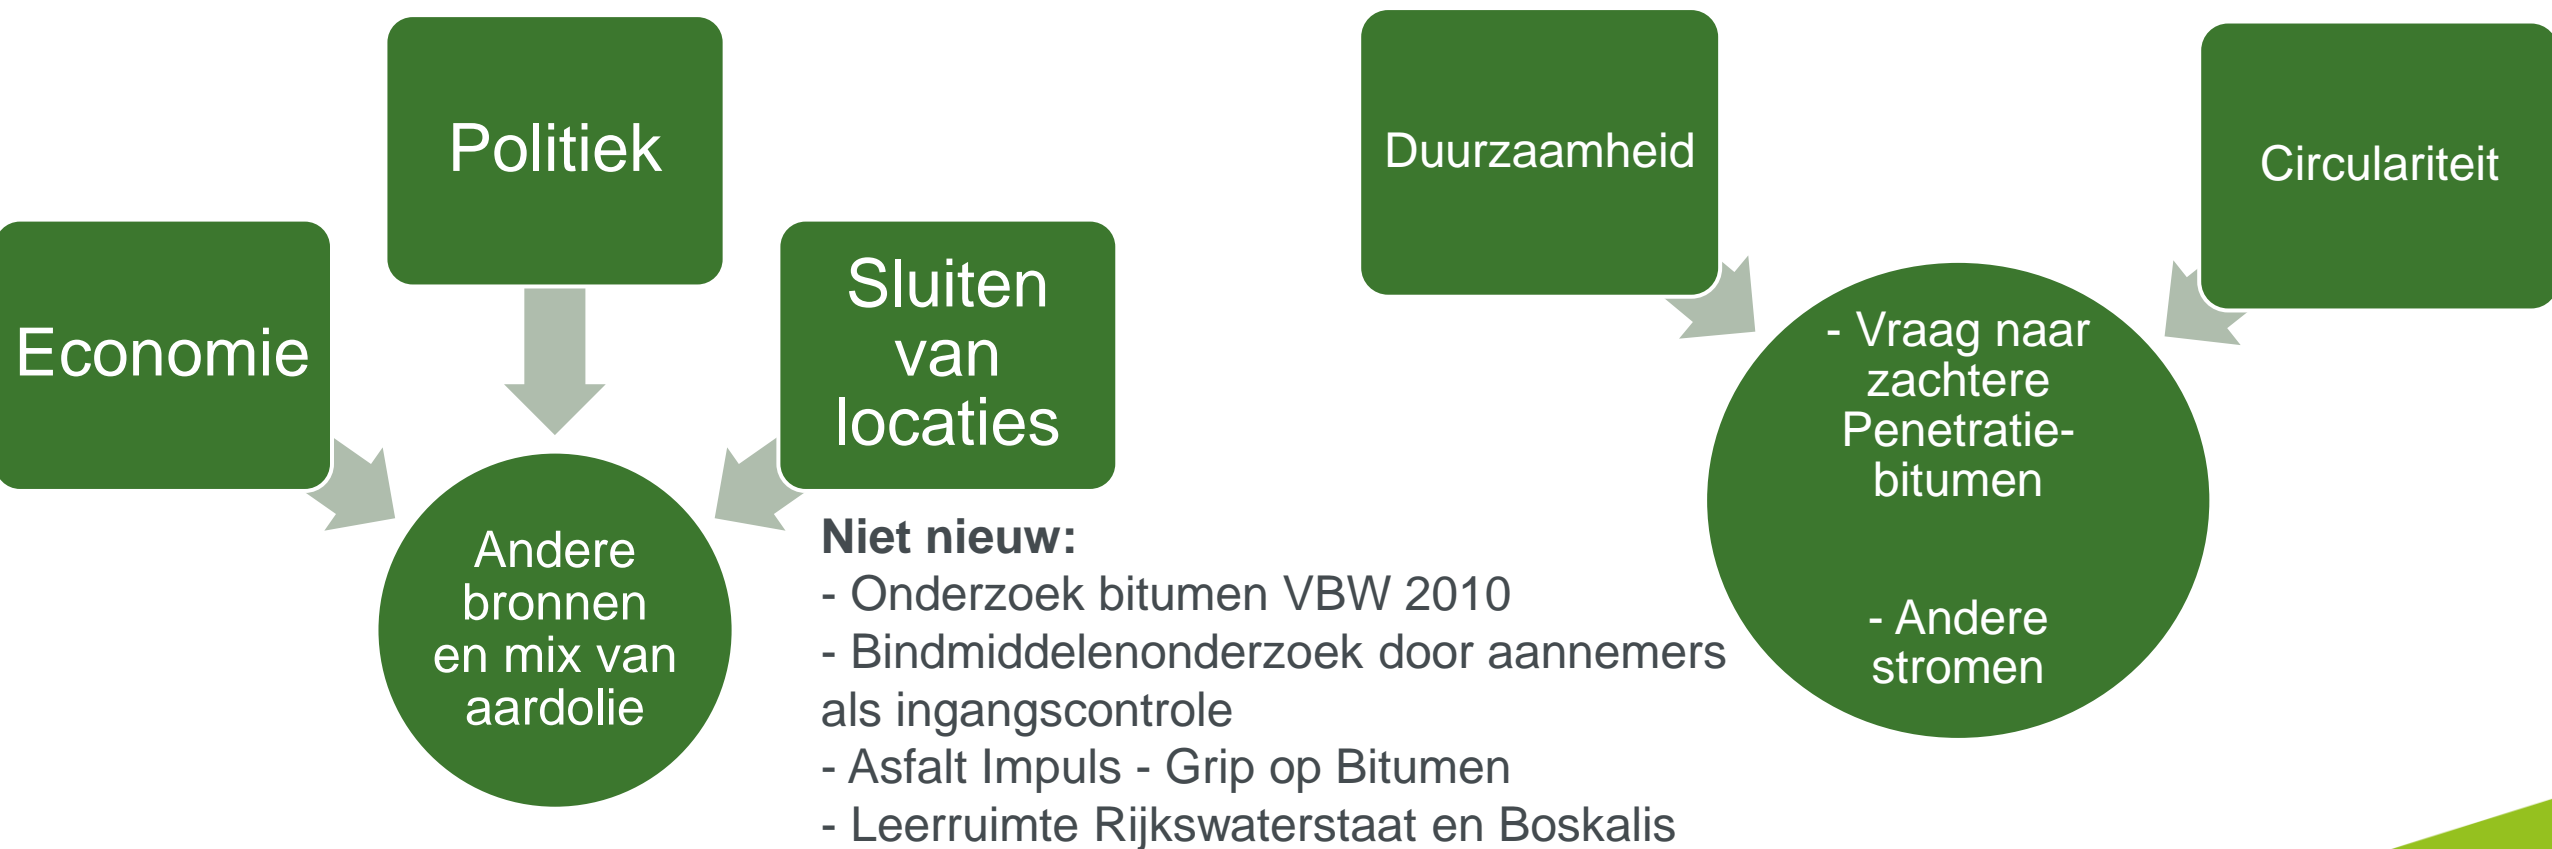 Politiek
Economie
Sluiten
van
locaties
Andere
bronnen
en mix van
aardolie
Duurzaamheid
Circulariteit
- Vraag naar
zachtere
Penetratie-
bitumen
- Andere
stromen
Niet nieuw:
- Onderzoek bitumen VBW 2010
- Bindmiddelenonderzoek door aannemers
als ingangscontrole
- Asfalt Impuls - Grip op Bitumen
- Leerruimte Rijkswaterstaat en Boskalis